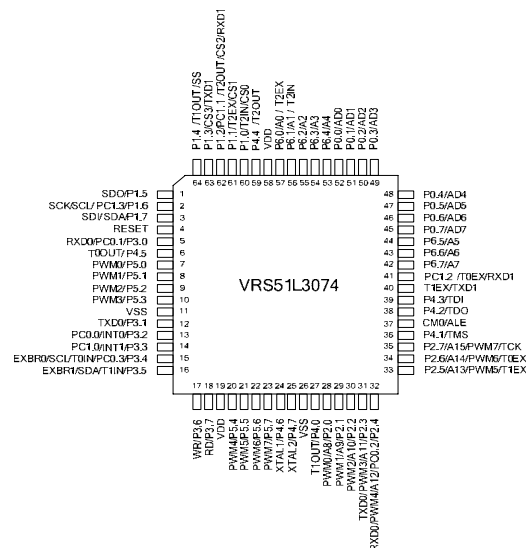 P1.4 /T1OUT/SS
P1.3/CS3/TXD1
P1.2/PC1.1 /T2OUT/CS2/RXD1
P1.1/T2EX/CS1
P1.0/T2IN/CS0
P4.4 /T2OUT
VDD
P6.0/A0 / T2EX
P6.1/A1 / T2IN
P6.2/A2
P6.3/A3
P6.4/A4
P0.0/AD0
P0.1/AD1
P0.2/AD2
P0.3/AD3
64 63 62 61 60 59 58 57 56 55 54 53 52 51 50 49
SDO/P1.5 1
SCK/SCL/ PC1.3/P1.6 2
SDI/SDA/P1.7 3
RESET 4
RXD0/PC0.1/P3.0 5
T0OUT/P4.5 6
PWM0/P5.0 7
PWM1/P5.1 8
PWM2/P5.2 9
PWM3/P5.3 10
VSS 11
TXD0/P3.1 12
PC0.0/INT0/P3.2 13
PC1.0/INT1/P3.3 14
EXBR0/SCL/T0IN/PC0.3/P3.4 15
EXBR1/SDA/T1IN/P3.5 16
VRS51L3074
48 P0.4/AD4
47 P0.5/AD5
46 P0.6/AD6
45 P0.7/AD7
44 P6.5/A5
43 P6.6/A6
42 P6.7/A7
41 PC1.2 /T0EX/RXD1
40 T1EX/TXD1
39 P4.3/TDI
38 P4.2/TDO
37 CM0/ALE
36 P4.1/TMS
35 P2.7/A15/PWM7/TCK
34 P2.6/A14/PWM6/T0EX
33 P2.5/A13/PWM5/T1EX
17 18 19 20 21 22 23 24 25 26 27 28 29 30 31 32
WR/P3.6
RD/P3.7
VDD
PWM4/P5.4
PWM5/P5.5
PWM6/P5.6
PWM7/P5.7
XTAL1/P4.6
XTAL2/P4.7
VSS
T1OUT/P4.0
PWM0/A8/P2.0
PWM1/A9/P2.1
PWM2/A10/P2.2
TXD0/PWM3/A11/P2.3
RXD0/PWM4/A12/PC0.2/P2.4